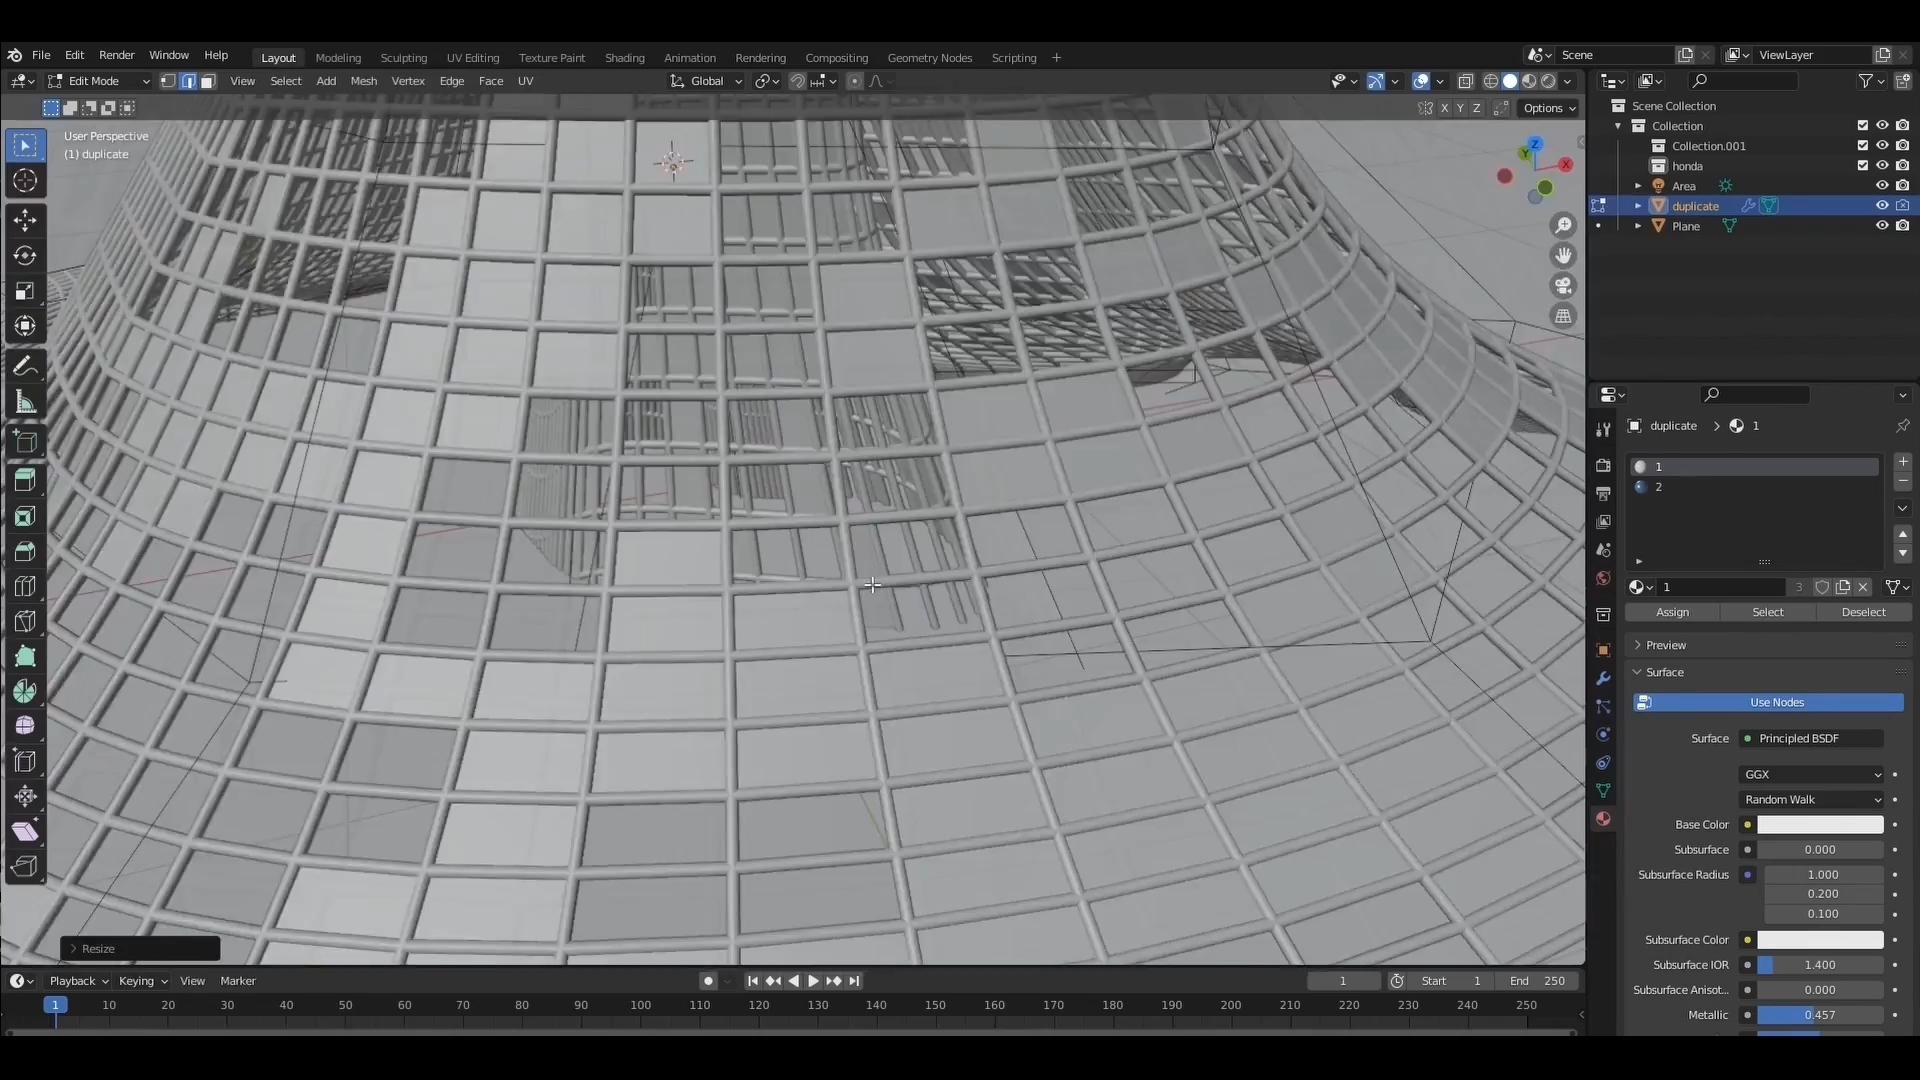 File Edit Render Window Help Layout Modeling Sculpting UV Editing Texture Paint Shading Animation Rendering Compositing Geometry Nodes Scripting + Scene ViewLayer
Edit Mode View Select Add Mesh Vertex Edge Face UV Global
X Y Z Options
User Perspective
(1) duplicate
Z
Y
X
Resize
Scene Collection
Collection
Collection.001
honda
Area
duplicate
Plane
duplicate > 1
1
2
1 3
Assign Select Deselect
Preview
Surface
Use Nodes
Surface Principled BSDF
GGX
Random Walk
Base Color
Subsurface 0.000
Subsurface Radius 1.000
0.200
0.100
Subsurface Color
Subsurface IOR 1.400
Subsurface Anisot... 0.000
Metallic 0.457
Playback Keying View Marker 1 Start 1 End 250
1 10 20 30 40 50 60 70 80 90 100 110 120 130 140 150 160 170 180 190 200 210 220 230 240 250